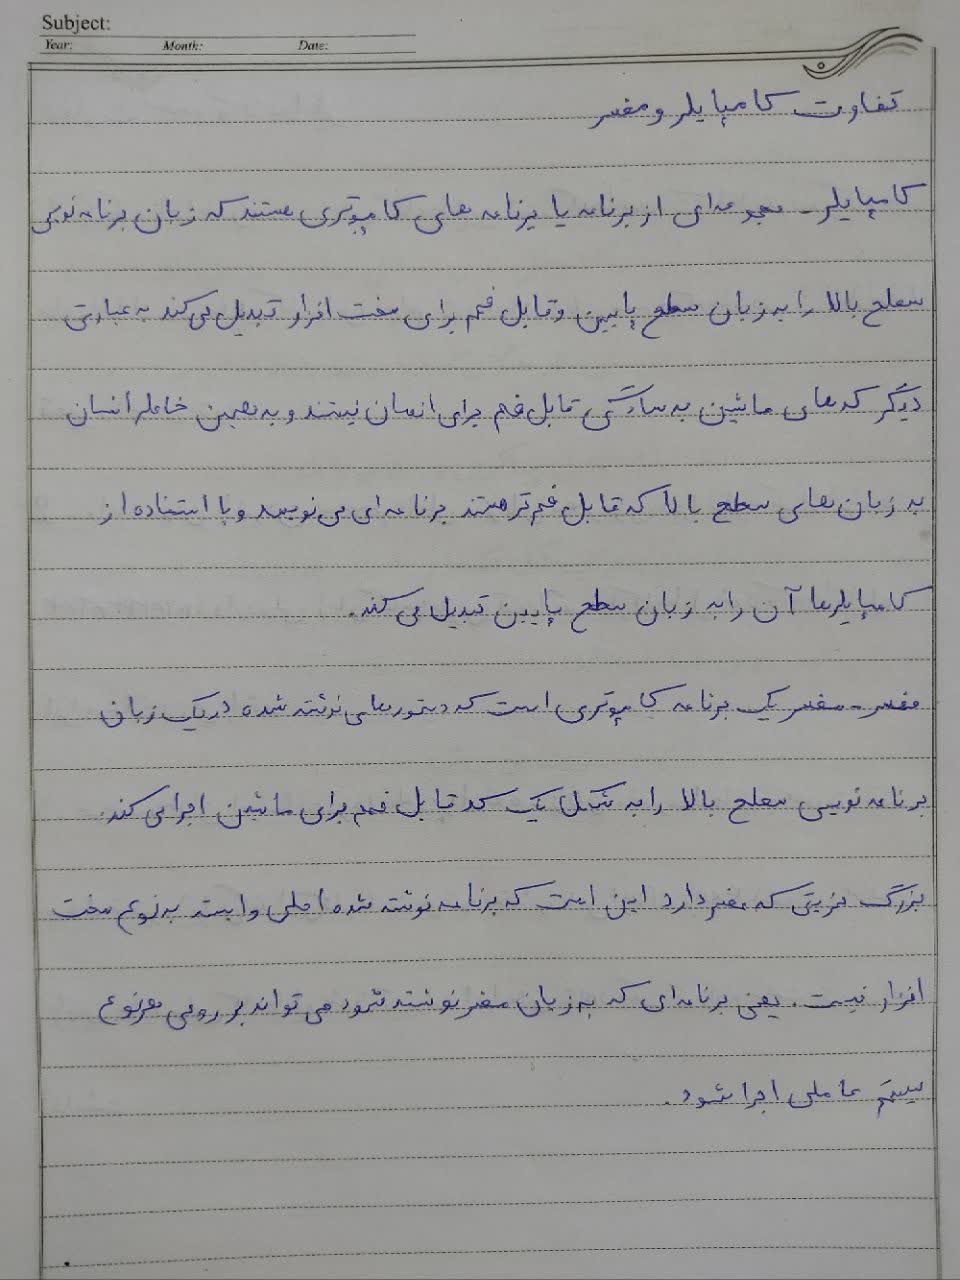 Subject:
Year: Month: Date:
تفاوت کامپایلر و مفسر
کامپایلر - مجموعه‌ای از برنامه یا برنامه های کامپوتری هستند که زبان برنامه نویسی
سطح بالا را به زبان سطح پایین و قابل فهم برای سخت افزار تبدیل می کند به عبارتی
دیگر کدهای ماشین به سادگی قابل فهم برای انسان نیستند و به همین خاطر انسان
به زبان های سطح بالا که قابل فهم تر هستند برنامه ای می نویسد و با استفاده از
کامپایلرها آن را به زبان سطح پایین تبدیل می کند.
مفسر - مفسر یک برنامه کامپوتری است که دستورهای نوشته شده در یک زبان
برنامه نویسی سطح بالا را به شکل یک کد قابل فهم برای ماشین اجرا می کند.
بزرگ مزیتی که مفسر دارد این است که برنامه نوشته شده اصلی وابسته به نوع سخت
افزار نیست. یعنی برنامه‌ای که به زبان مفسر نوشته شود می تواند بر روی هر نوع
سیستم عاملی اجرا شود.